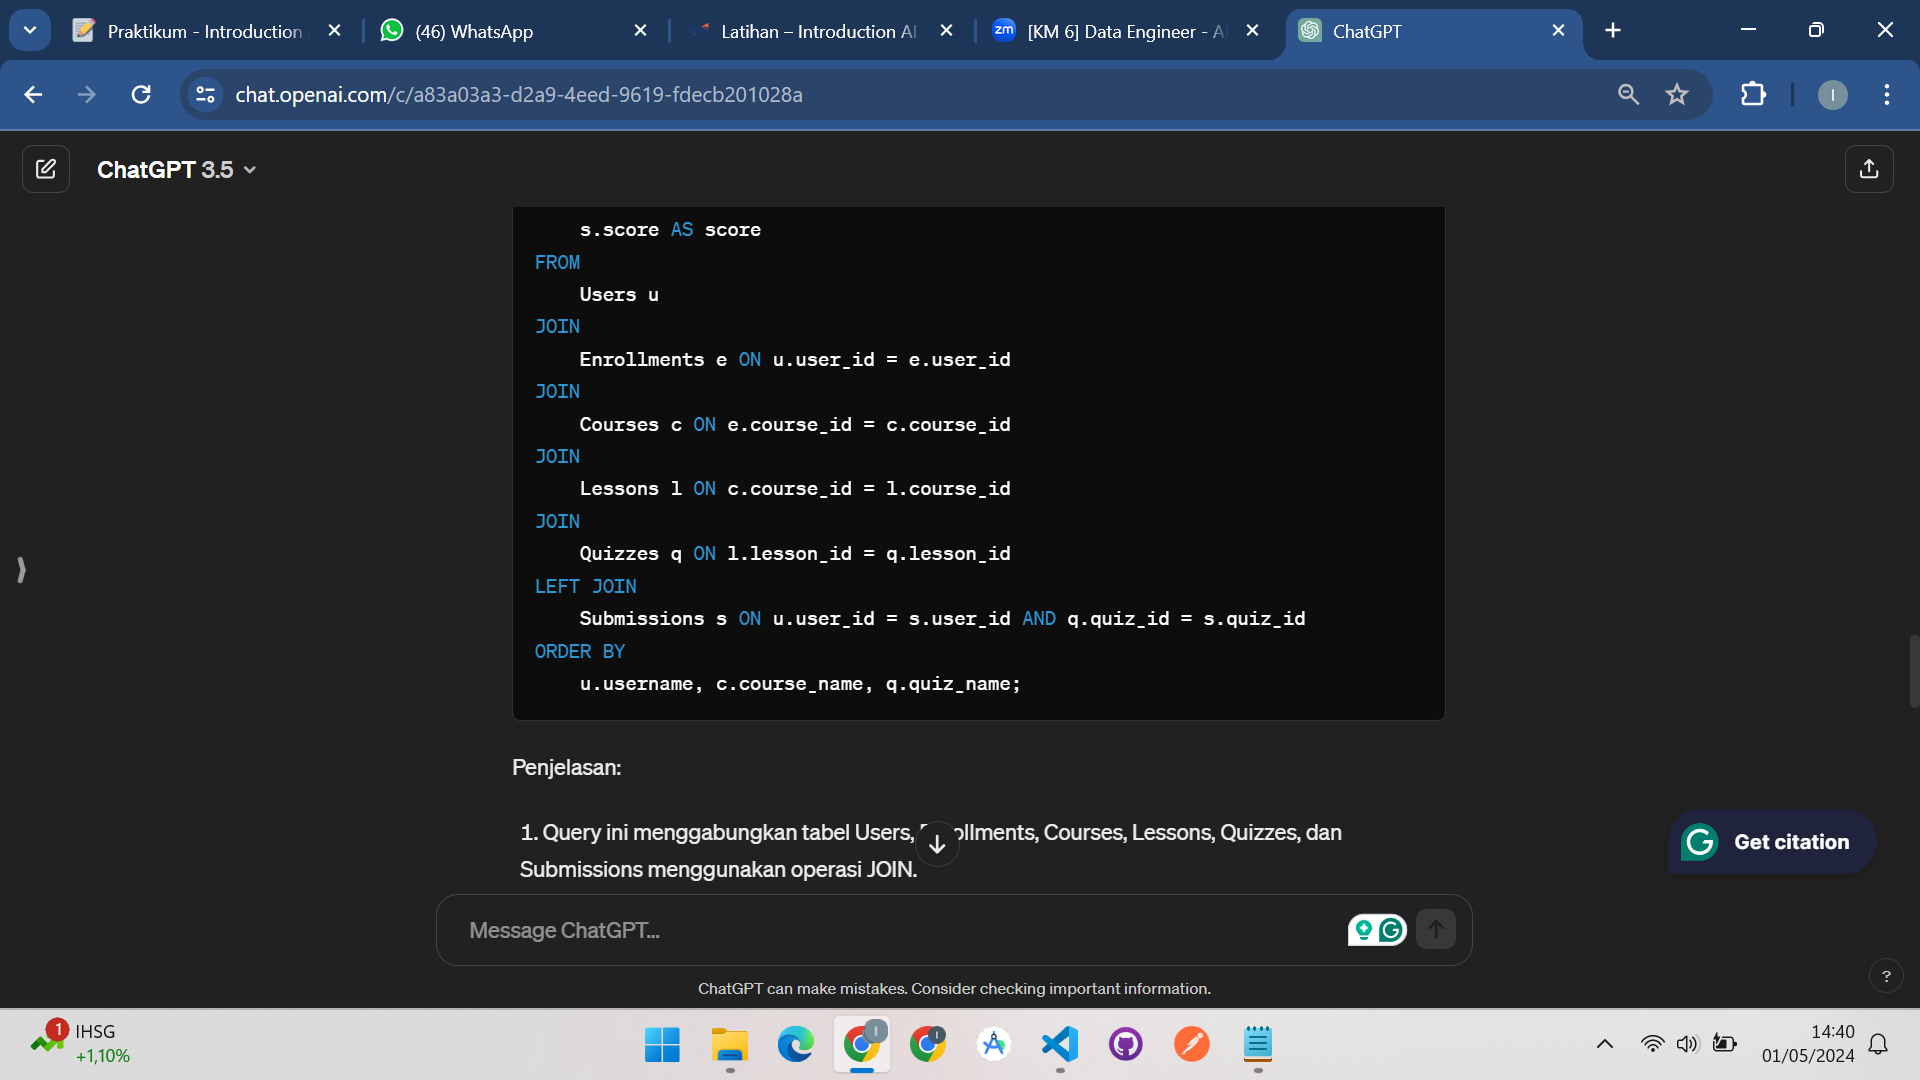 Praktikum - Introduction
(46) WhatsApp
Latihan – Introduction AI
zm
[KM 6] Data Engineer - A
ChatGPT
chat.openai.com/c/a83a03a3-d2a9-4eed-9619-fdecb201028a
I
ChatGPT 3.5
s.score AS score
FROM
Users u
JOIN
Enrollments e ON u.user_id = e.user_id
JOIN
Courses c ON e.course_id = c.course_id
JOIN
Lessons l ON c.course_id = l.course_id
JOIN
Quizzes q ON l.lesson_id = q.lesson_id
LEFT JOIN
Submissions s ON u.user_id = s.user_id AND q.quiz_id = s.quiz_id
ORDER BY
u.username, c.course_name, q.quiz_name;
Penjelasan:
1. Query ini menggabungkan tabel Users, Enrollments, Courses, Lessons, Quizzes, dan
Submissions menggunakan operasi JOIN.
Get citation
Message ChatGPT...
ChatGPT can make mistakes. Consider checking important information.
?
1
IHSG
+1,10%
I
I
14:40
01/05/2024